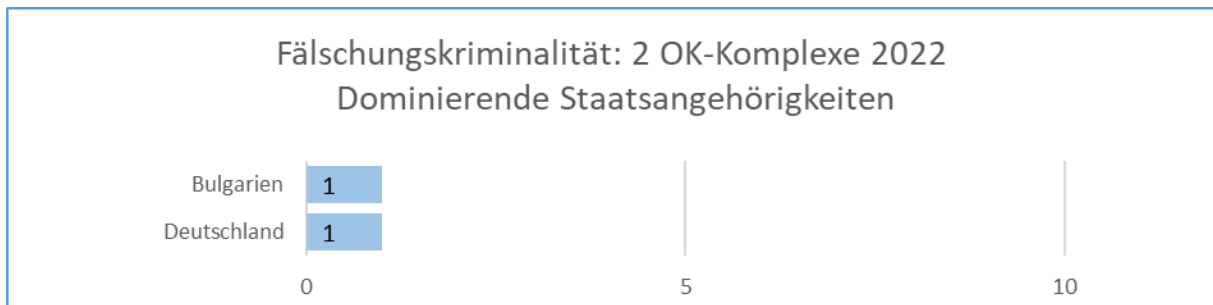 Fälschungskriminalität: 2 OK-Komplexe 2022
Dominierende Staatsangehörigkeiten
Bulgarien 1
Deutschland 1
0 5 10